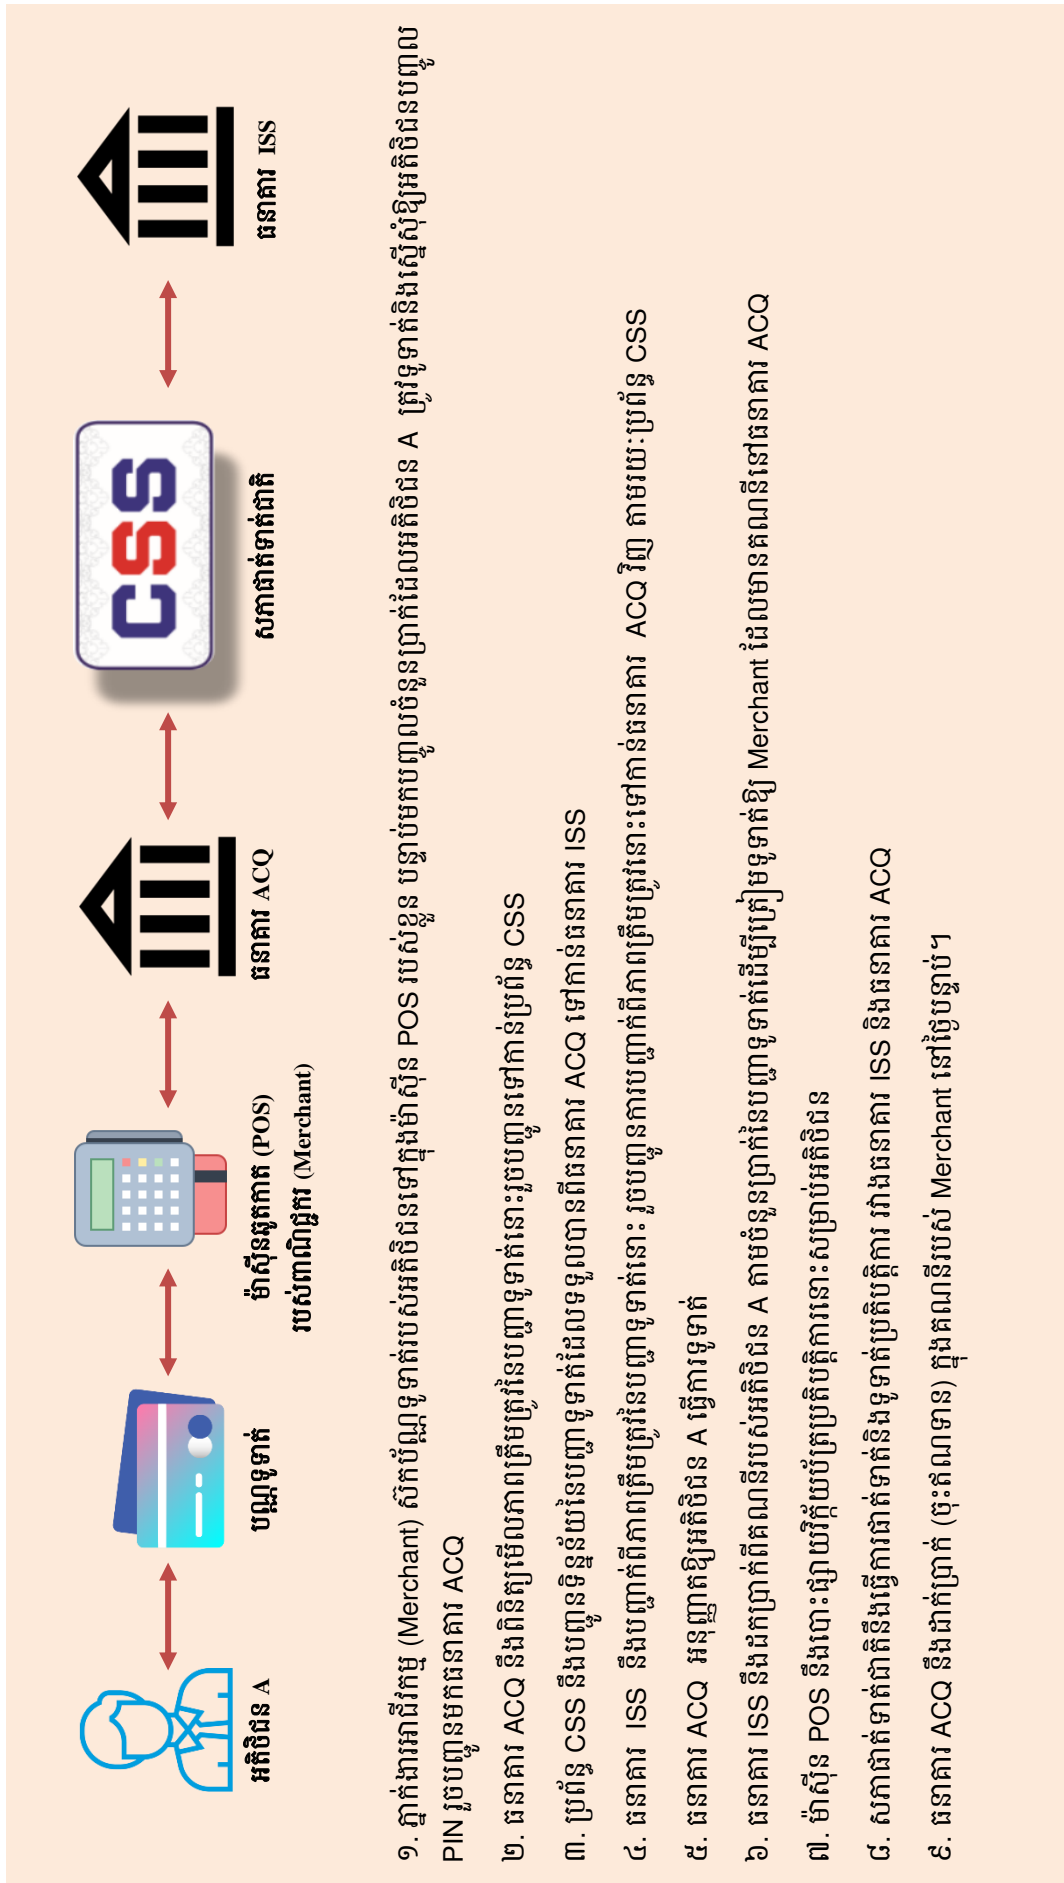 អតិថិជន A
បណ្ណទូទាត់
ម៉ាស៊ីនឆូតកាត (POS)
របស់ពាណិជ្ជករ (Merchant)
ធនាគារ ACQ
CSS
សភាផាត់ទាត់ជាតិ
ធនាគារ ISS
១. ភ្នាក់ងារអាជីវកម្ម (Merchant) ស៊កប័ណ្ណទូទាត់របស់អតិថិជនទៅក្នុងម៉ាស៊ីន POS របស់ខ្លួន បន្ទាប់មកបញ្ចូលចំនួនប្រាក់ដែលអតិថិជន A ត្រូវទូទាត់និងស្នើសុំឱ្យអតិថិជនបញ្ចូល
PIN រួចបញ្ជូនមកធនាគារ ACQ
២. ធនាគារ ACQ នឹងពិនិត្យមើលភាពត្រឹមត្រូវនៃបញ្ជាទូទាត់នោះរួចបញ្ជូនទៅកាន់ប្រព័ន្ធ CSS
៣. ប្រព័ន្ធ CSS នឹងបញ្ជូនទិន្នន័យនៃបញ្ជាទូទាត់ដែលទទួលបានពីធនាគារ ACQ ទៅកាន់ធនាគារ ISS
៤. ធនាគារ ISS នឹងបញ្ជាក់ពីភាពត្រឹមត្រូវនៃបញ្ជាទូទាត់នោះ រួចបញ្ជូនការបញ្ជាក់ពីភាពត្រឹមត្រូវនោះទៅកាន់ធនាគារ ACQ វិញ តាមរយៈប្រព័ន្ធ CSS
៥. ធនាគារ ACQ អនុញ្ញាតឱ្យអតិថិជន A ធ្វើការទូទាត់
៦. ធនាគារ ISS នឹងដកប្រាក់ពីគណនីរបស់អតិថិជន A តាមចំនួនប្រាក់នៃបញ្ជាទូទាត់ដើម្បីត្រៀមទូទាត់ឱ្យ Merchant ដែលមានគណនីនៅធនាគារ ACQ
៧. ម៉ាស៊ីន POS នឹងបោះផ្សាយវិក្កយប័ត្រប្រតិបត្តិការនោះសម្រាប់អតិថិជន
៨. សភាផាត់ទាត់ជាតិនឹងធ្វើការផាត់ទាត់និងទូទាត់ប្រតិបត្តិការ រវាងធនាគារ ISS និងធនាគារ ACQ
៩. ធនាគារ ACQ នឹងដាក់ប្រាក់ (ចុះឥណទាន) ក្នុងគណនីរបស់ Merchant នៅថ្ងៃបន្ទាប់ៗ